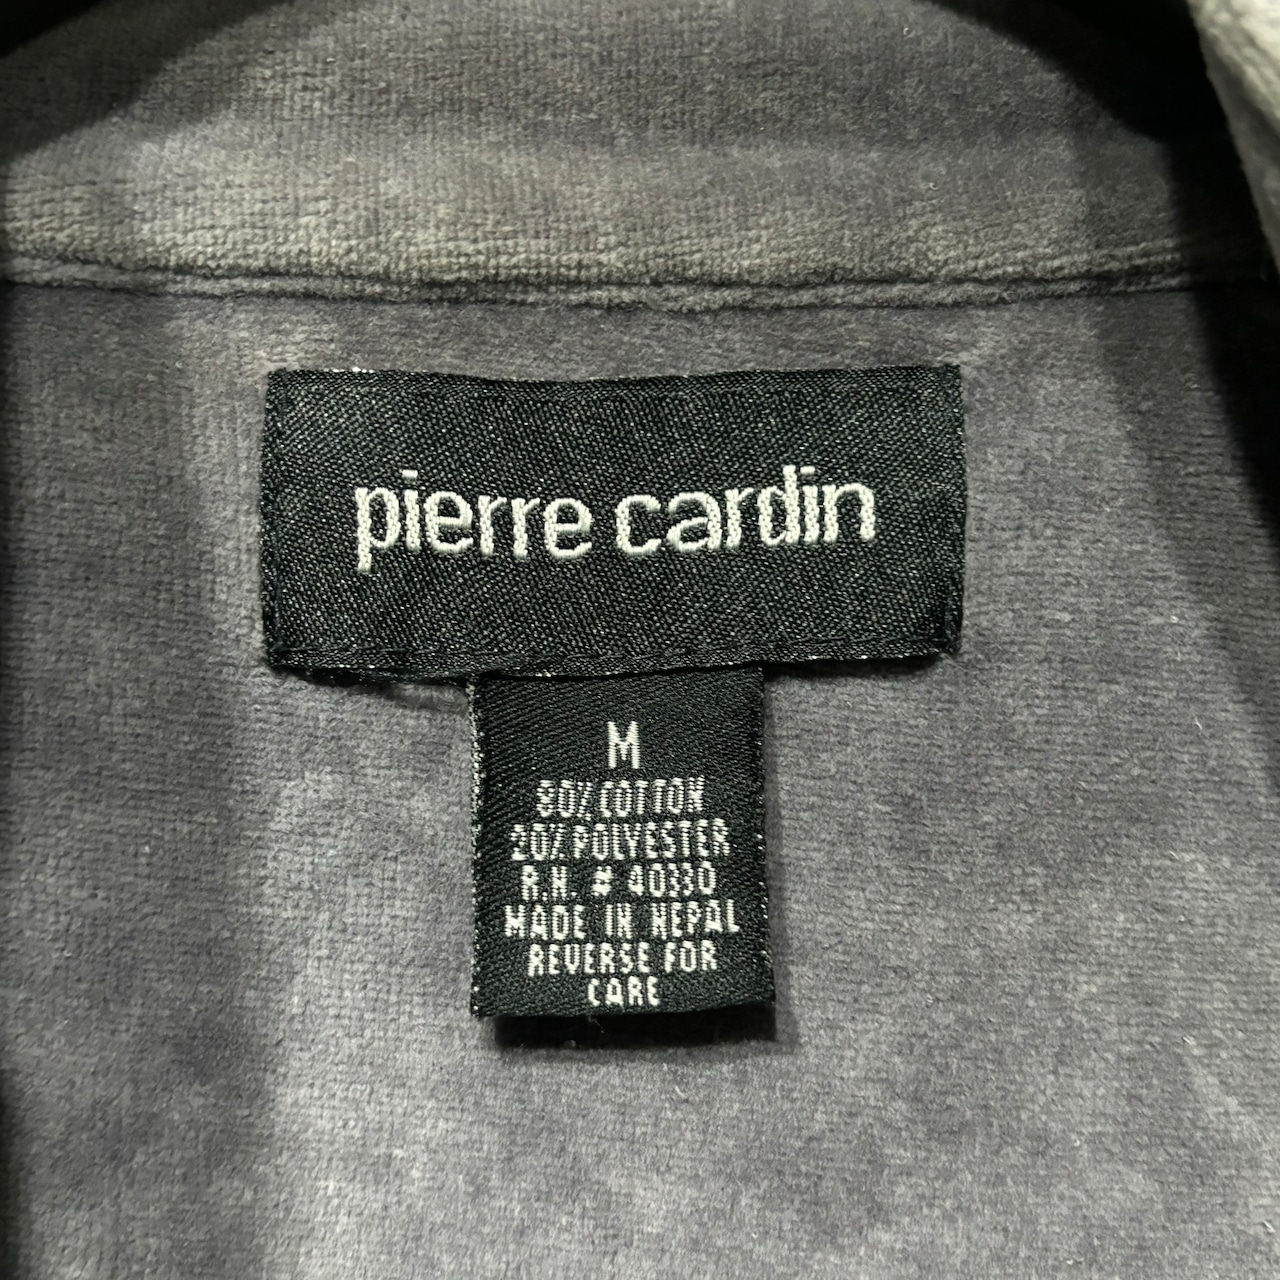 pierre cardin
M
80% COTTON
20% POLYESTER
R.N. # 40330
MADE IN NEPAL
REVERSE FOR
CARE